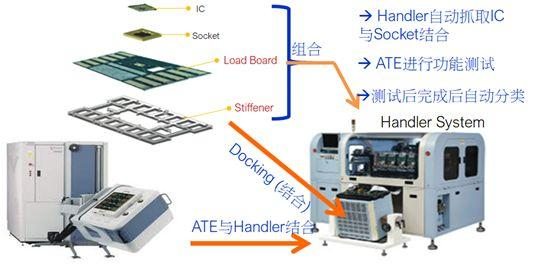 IC
Socket
Load Board
Stiffener
组合
→ Handler自动抓取IC
与Socket结合
→ ATE进行功能测试
→测试后完成后自动分类
Handler System
Docking (结合)
ATE与Handler结合